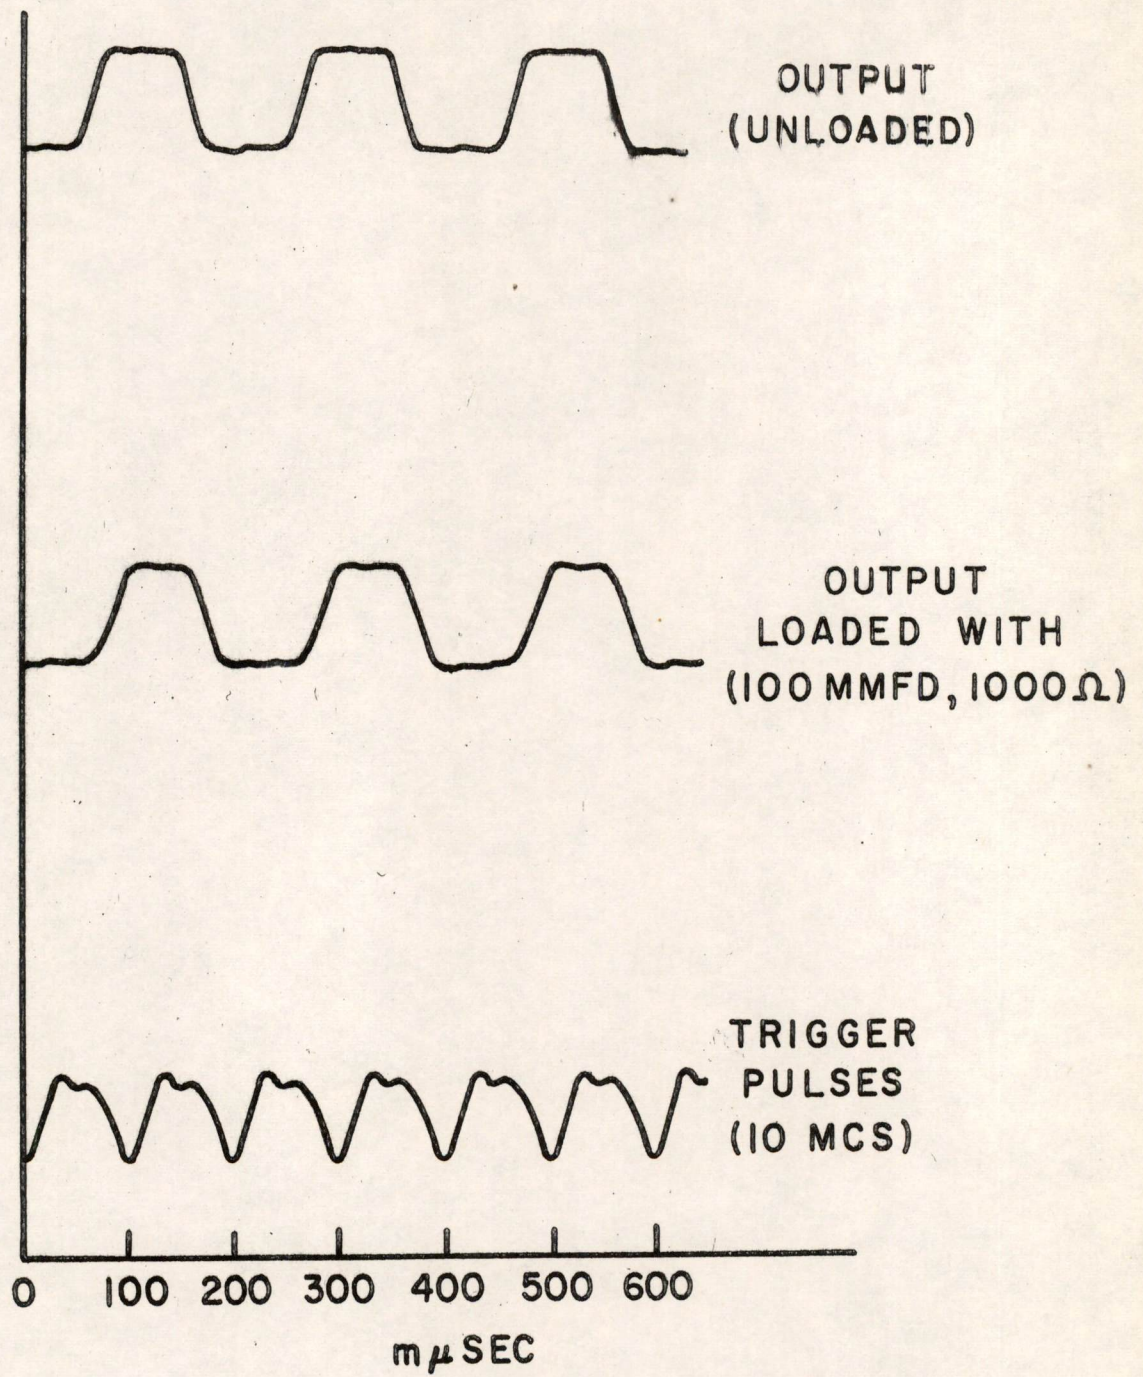 OUTPUT
(UNLOADED)
OUTPUT
LOADED WITH
(100 MMFD, 1000Ω)
TRIGGER
PULSES
(10 MCS)
0 100 200 300 400 500 600
mμSEC